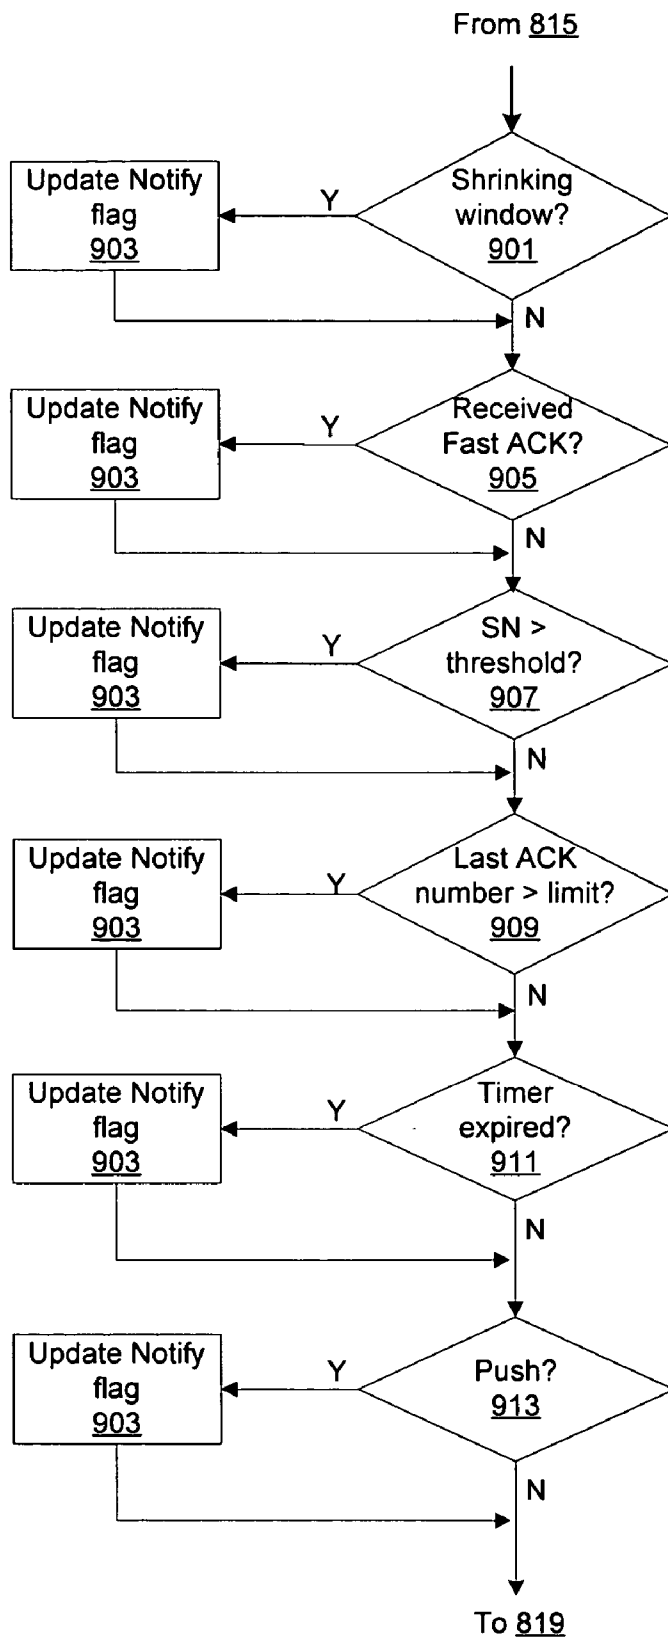 From 815
Shrinking
window?
901
Y
Update Notify
flag
903
N
Received
Fast ACK?
905
Y
Update Notify
flag
903
N
SN >
threshold?
907
Y
Update Notify
flag
903
N
Last ACK
number > limit?
909
Y
Update Notify
flag
903
N
Timer
expired?
911
Y
Update Notify
flag
903
N
Push?
913
Y
Update Notify
flag
903
N
To 819